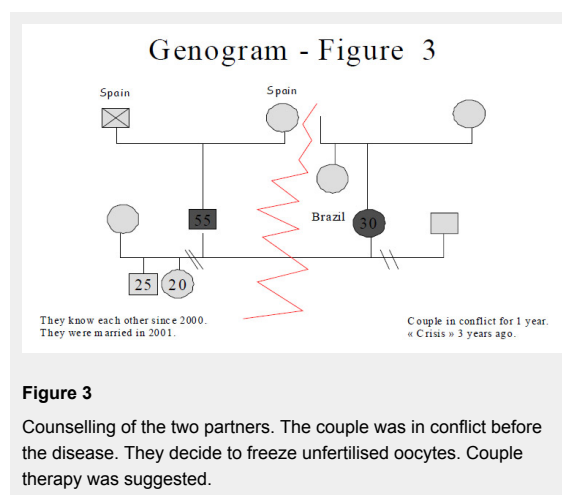 Genogram - Figure 3
Spain
Spain
55
Brazil
30
25
20
They know each other since 2000.
They were married in 2001.
Couple in conflict for 1 year.
« Crisis » 3 years ago.
Figure 3
Counselling of the two partners. The couple was in conflict before
the disease. They decide to freeze unfertilised oocytes. Couple
therapy was suggested.